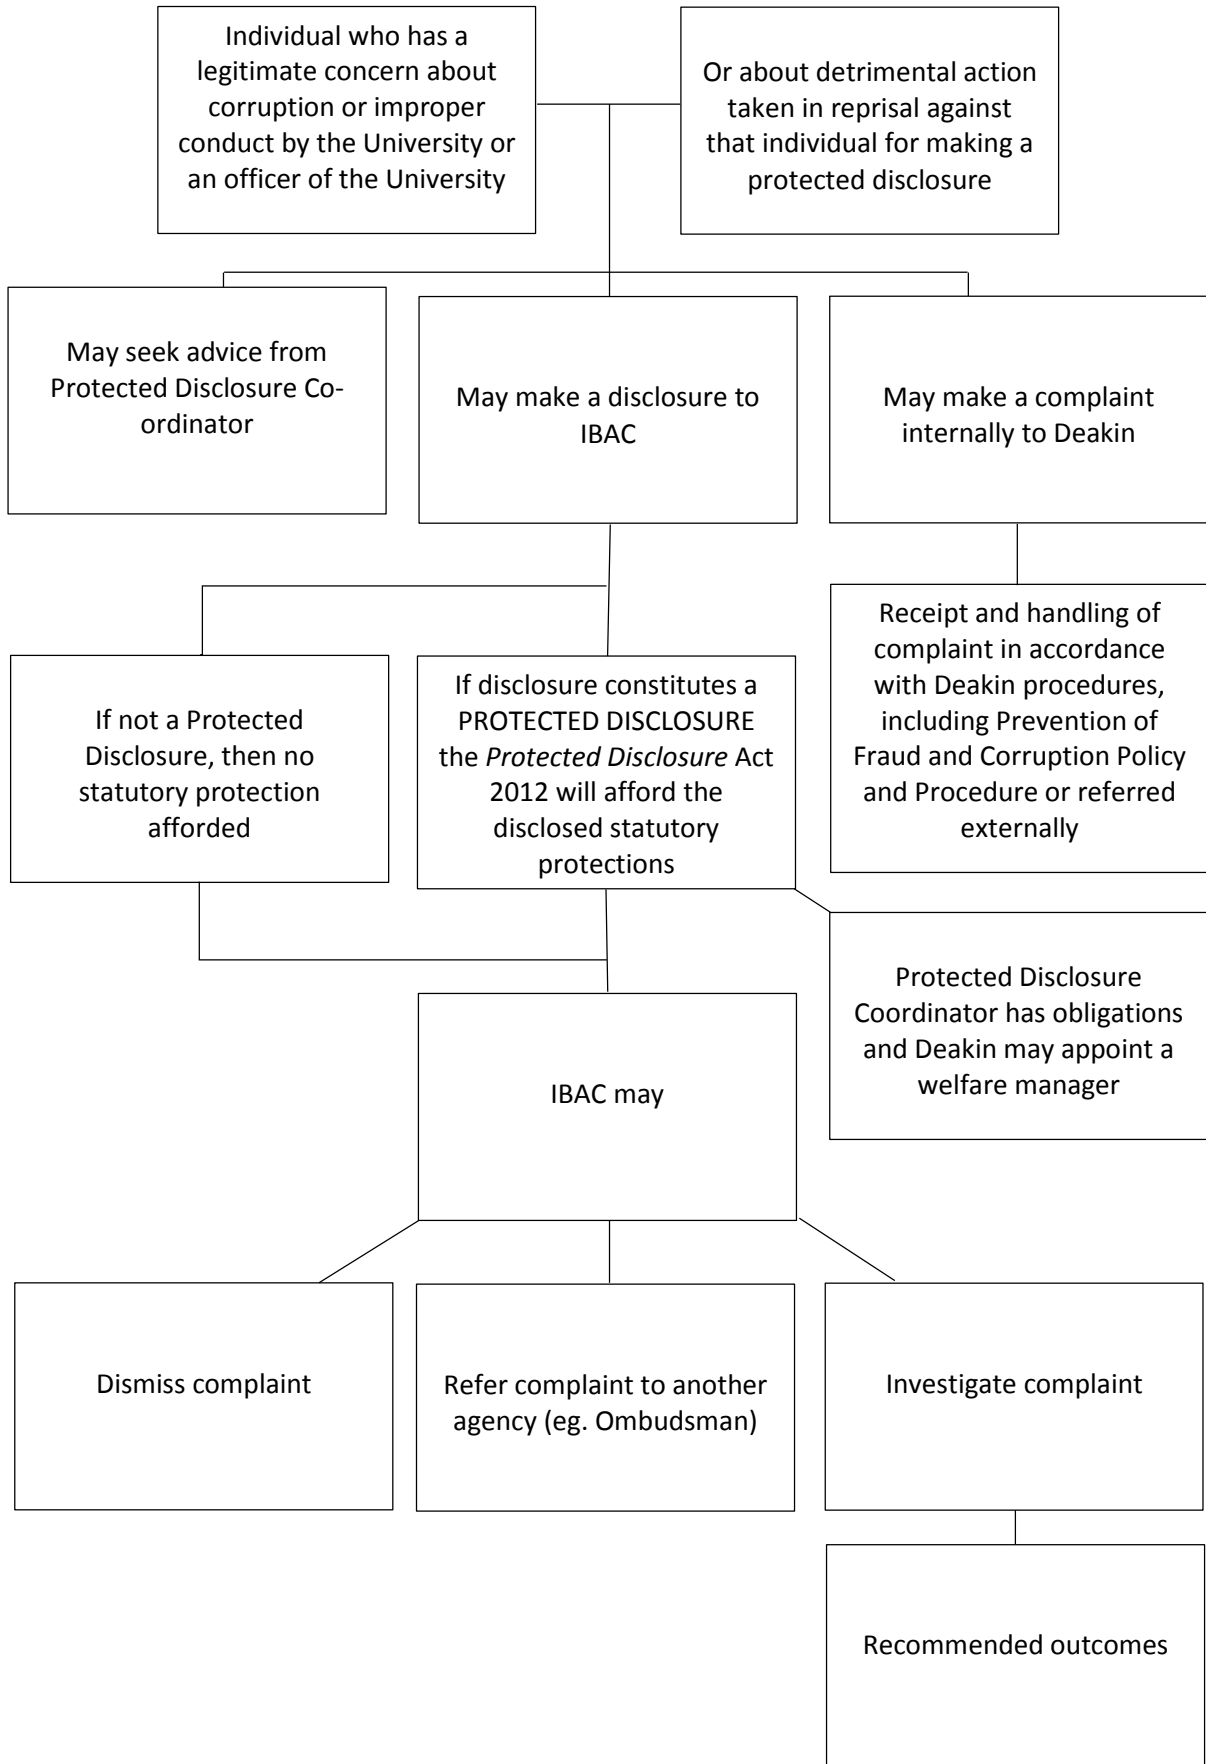 Individual who has a
legitimate concern about
corruption or improper
conduct by the University or
an officer of the University
Or about detrimental action
taken in reprisal against
that individual for making a
protected disclosure
May seek advice from
Protected Disclosure Co-
ordinator
May make a disclosure to
IBAC
May make a complaint
internally to Deakin
If not a Protected
Disclosure, then no
statutory protection
afforded
If disclosure constitutes a
PROTECTED DISCLOSURE
the Protected Disclosure Act
2012 will afford the
disclosed statutory
protections
Receipt and handling of
complaint in accordance
with Deakin procedures,
including Prevention of
Fraud and Corruption Policy
and Procedure or referred
externally
Protected Disclosure
Coordinator has obligations
and Deakin may appoint a
welfare manager
IBAC may
Dismiss complaint
Refer complaint to another
agency (eg. Ombudsman)
Investigate complaint
Recommended outcomes